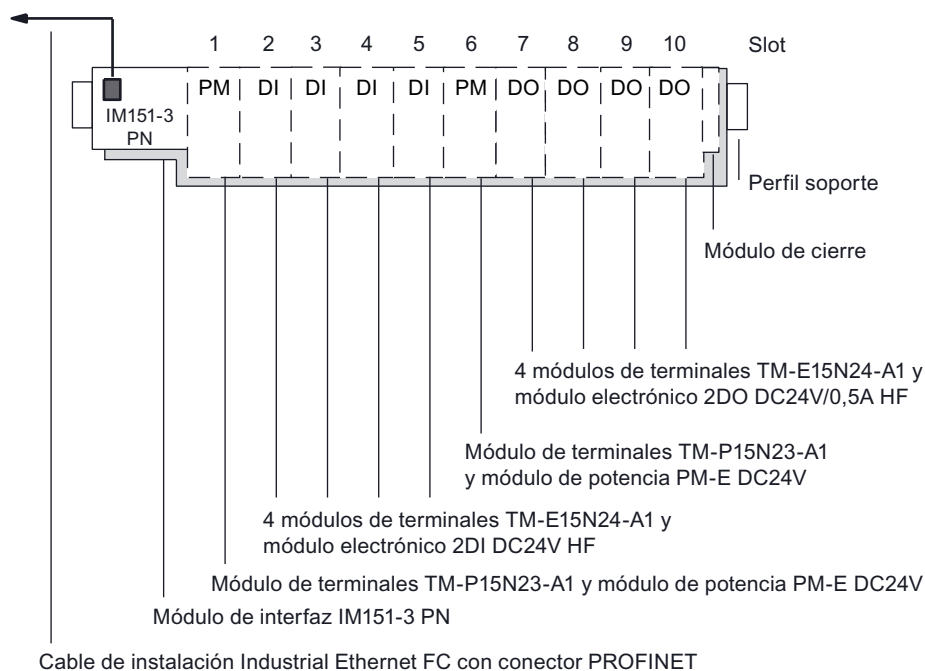 1 2 3 4 5 6 7 8 9 10 Slot
PM DI DI DI DI PM DO DO DO DO
IM151-3
PN
Perfil soporte
Módulo de cierre
4 módulos de terminales TM-E15N24-A1 y
módulo electrónico 2DO DC24V/0,5A HF
Módulo de terminales TM-P15N23-A1
y módulo de potencia PM-E DC24V
4 módulos de terminales TM-E15N24-A1 y
módulo electrónico 2DI DC24V HF
Módulo de terminales TM-P15N23-A1 y módulo de potencia PM-E DC24V
Módulo de interfaz IM151-3 PN
Cable de instalación Industrial Ethernet FC con conector PROFINET